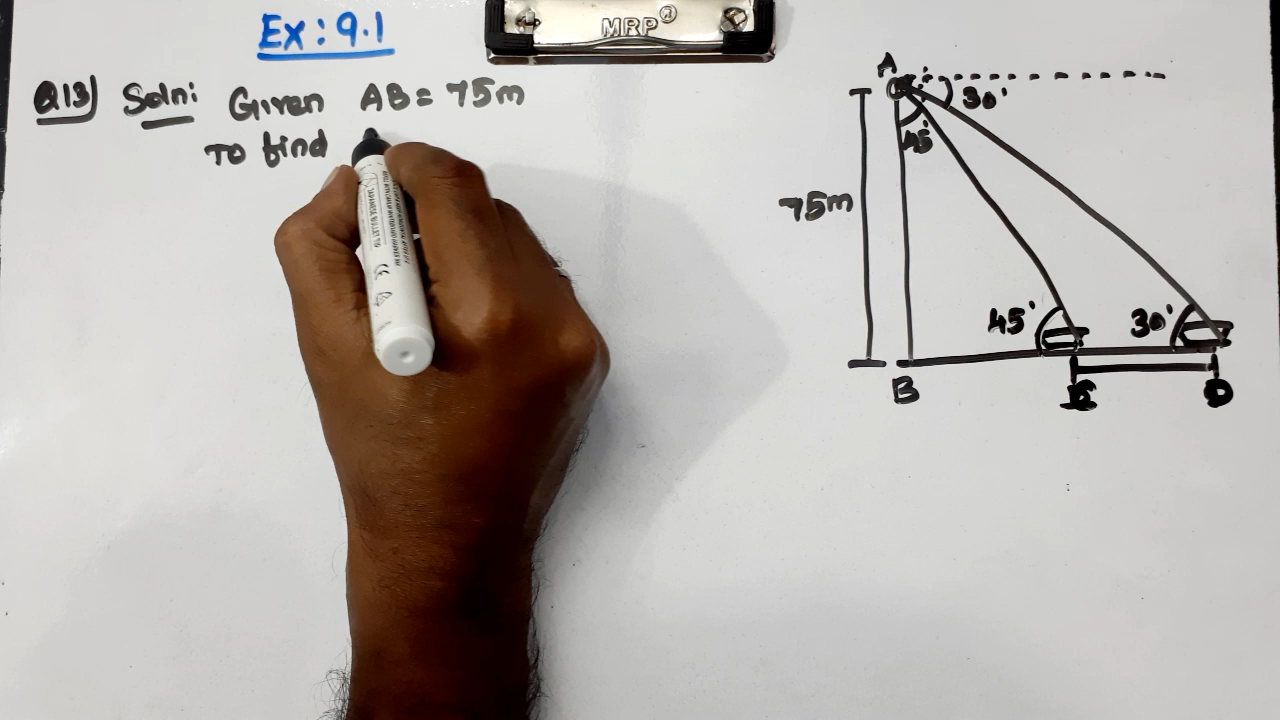 Ex: 9.1
MRP®
Q13) Soln: Given AB = 75m
To find
A
30°
45°
75m
45°
30°
B
C
D